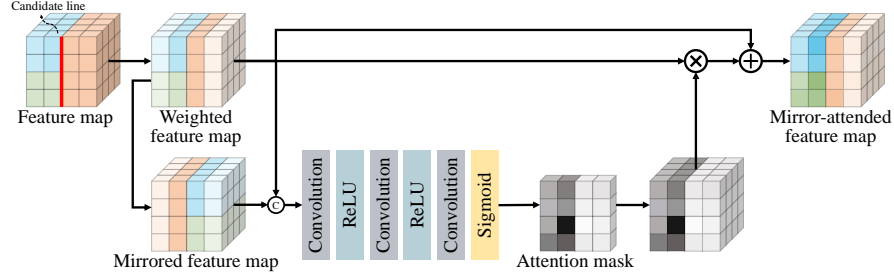 Candidate line
Feature map
Weighted
feature map
Mirror-attended
feature map
Mirrored feature map
C
Convolution
ReLU
Convolution
ReLU
Convolution
Sigmoid
Attention mask